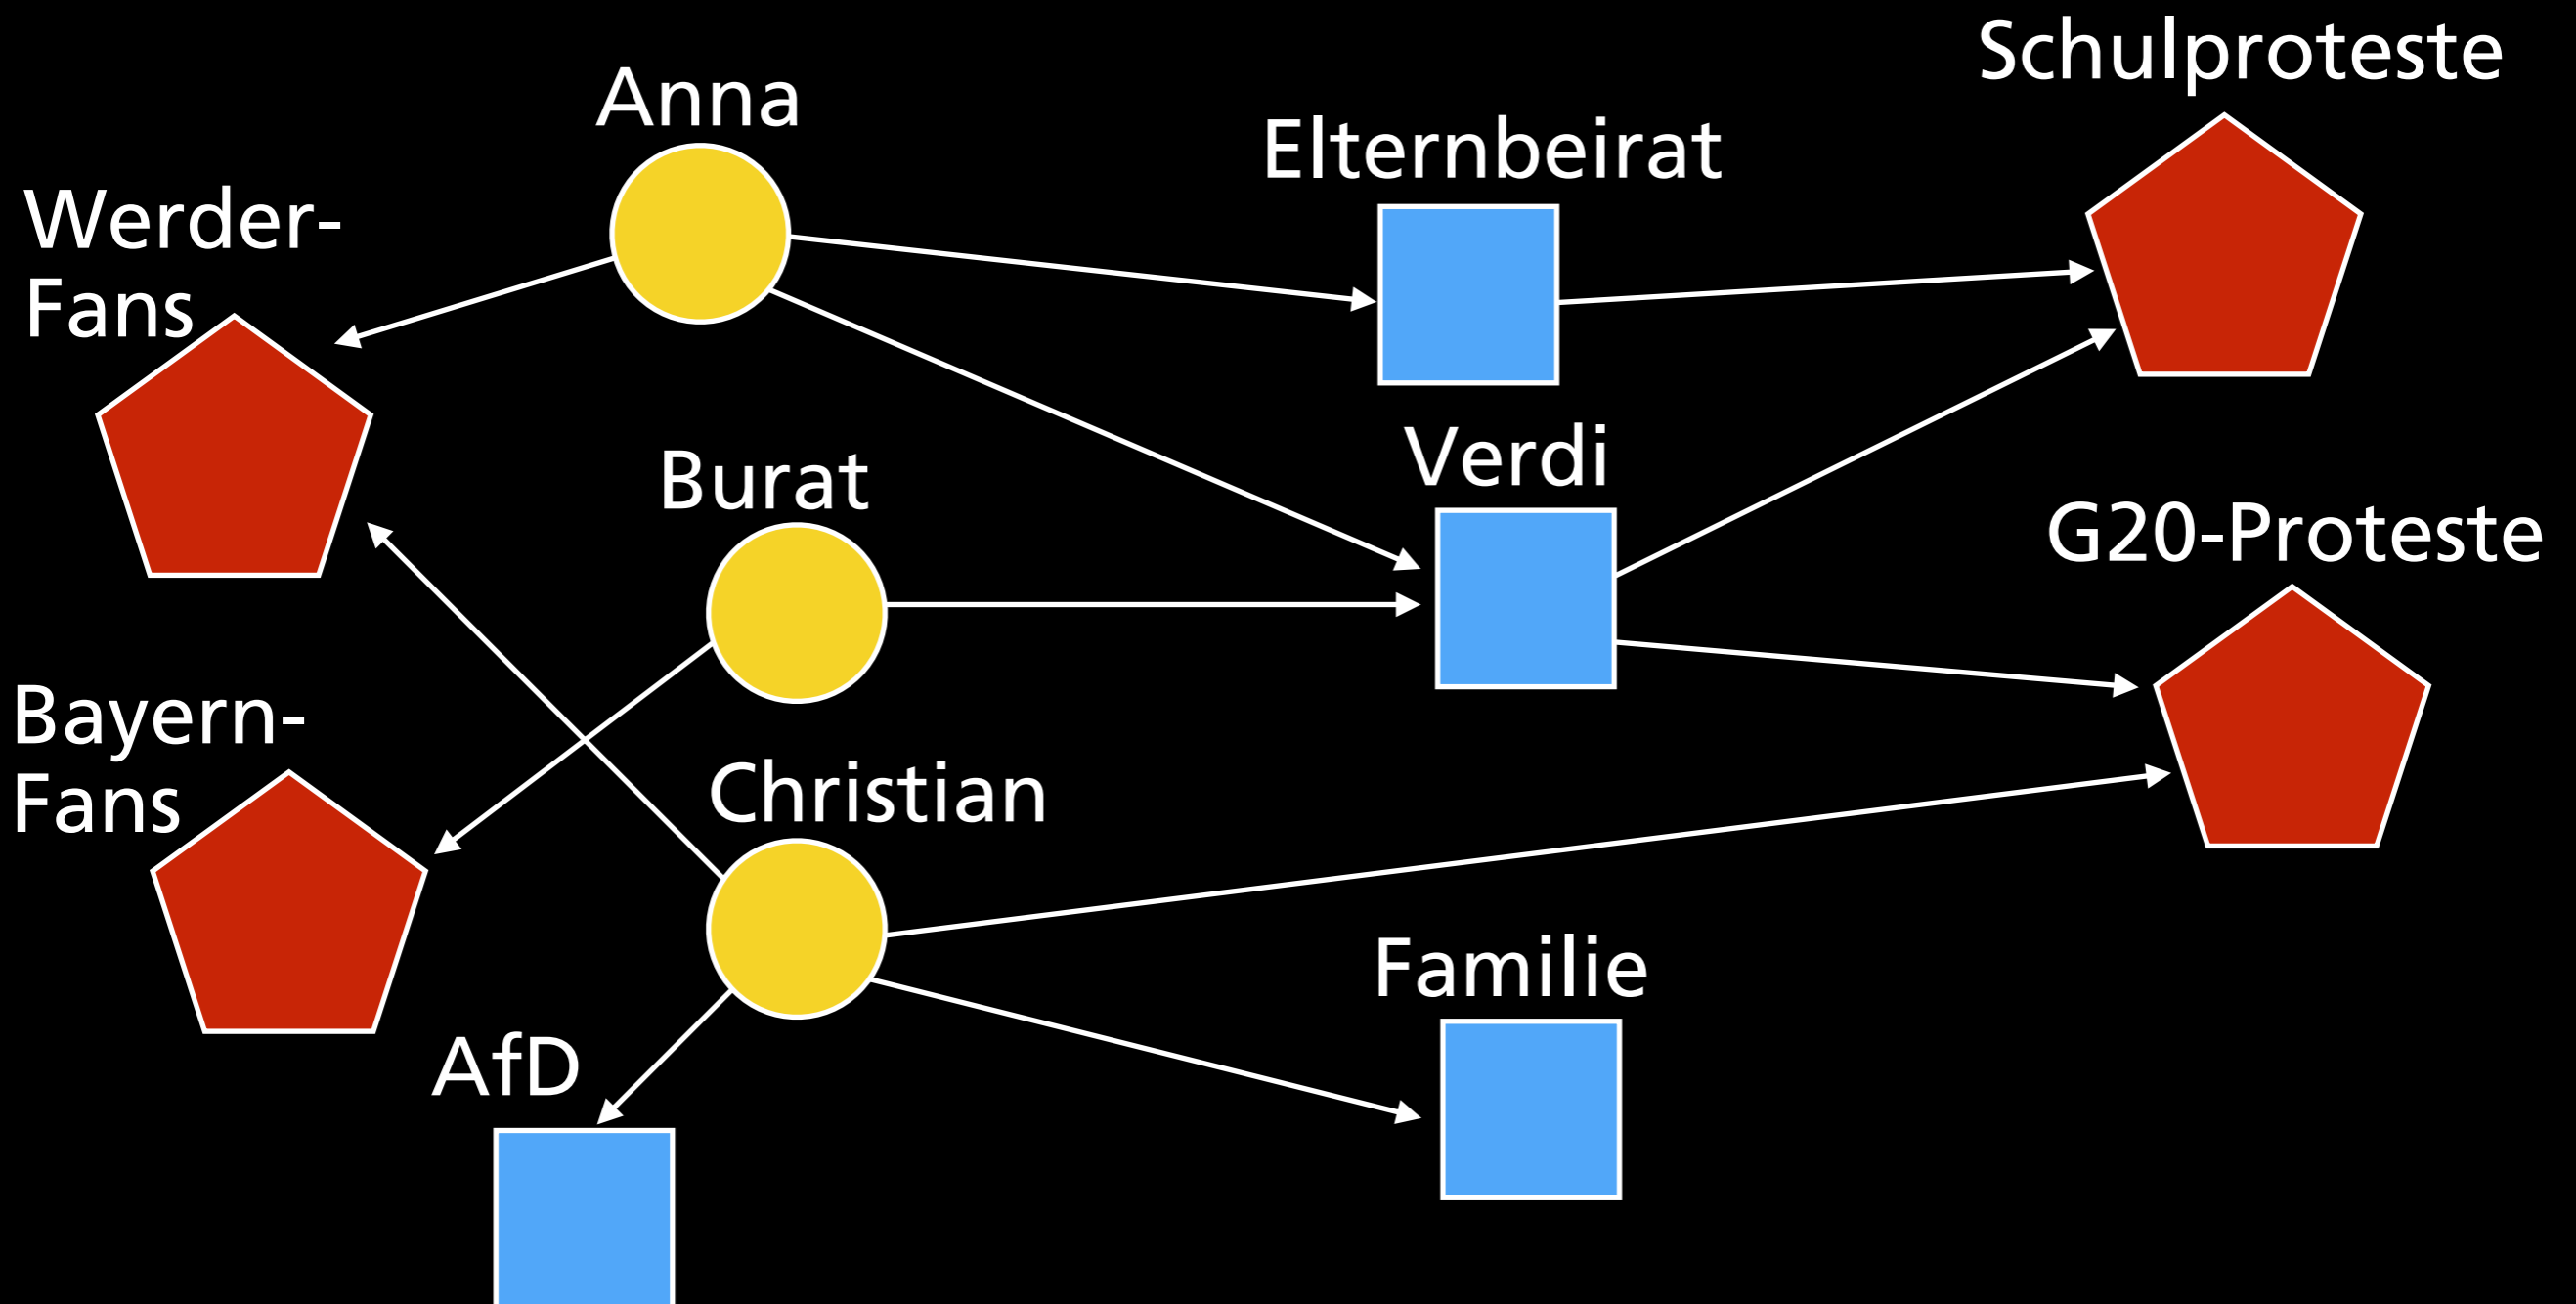 Schulproteste
Anna
Elternbeirat
Werder-
Fans
Verdi
Burat
G20-Proteste
Bayern-
Fans
Christian
Familie
AfD